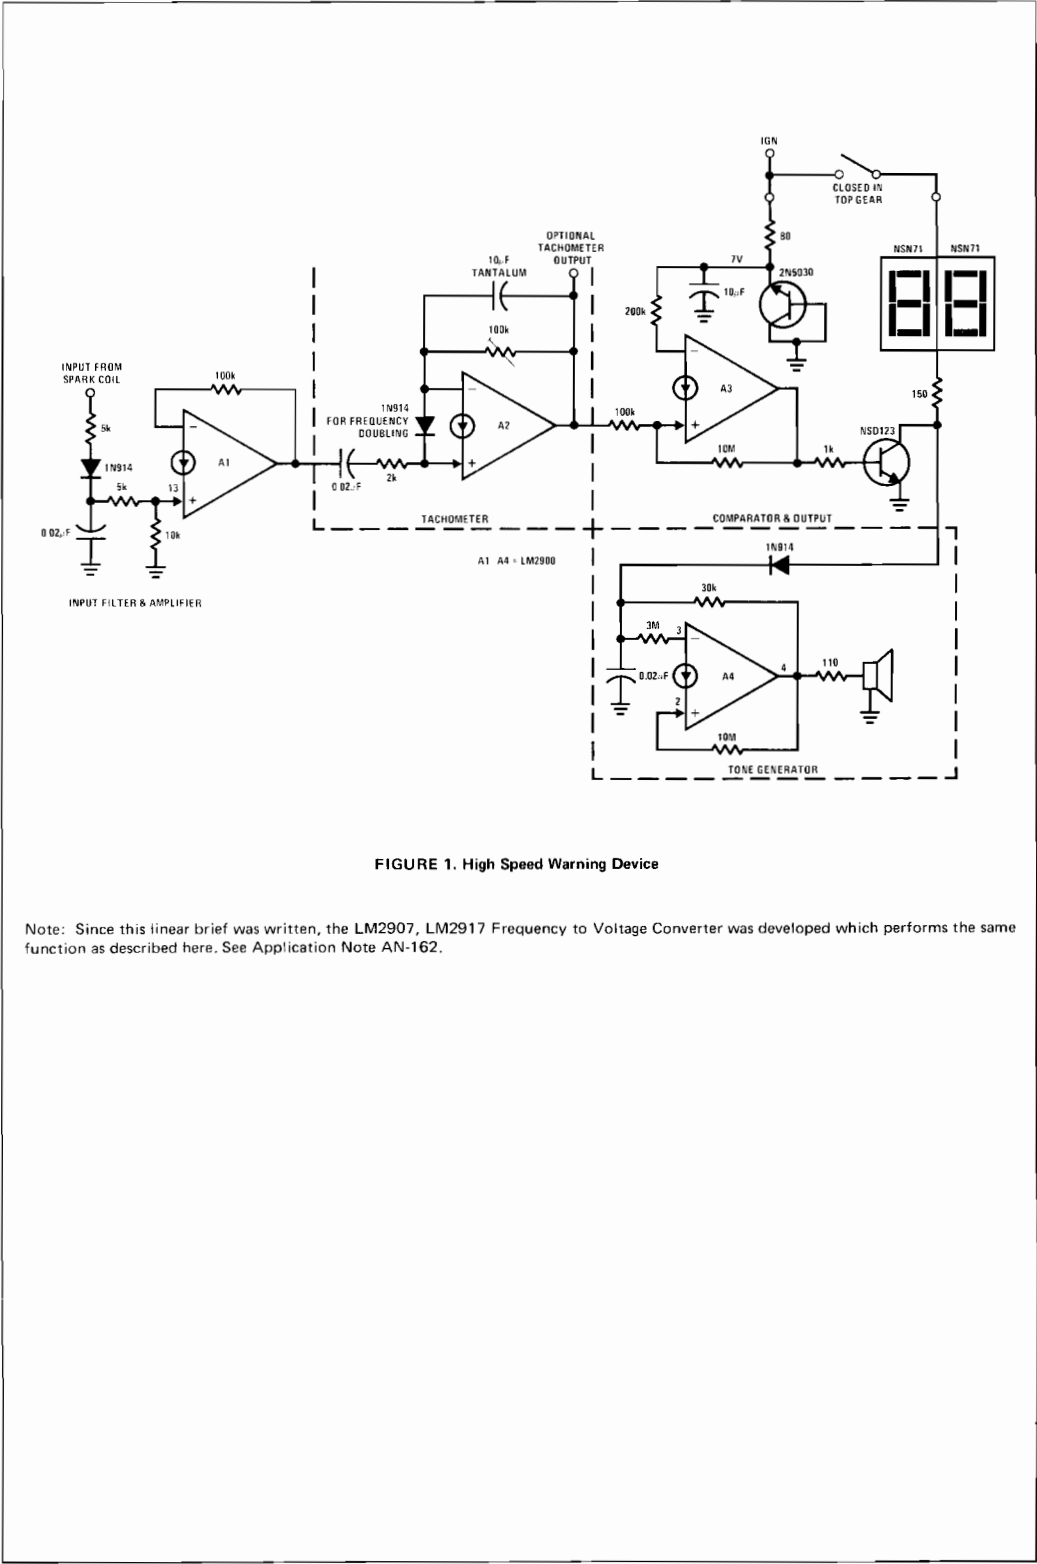 IGN
CLOSED IN
TOP GEAR
80
7V
2N5030
NSN71 NSN71
OPTIONAL
TACHOMETER
OUTPUT
10µF
TANTALUM
10µF
200k
100k
A3
150
INPUT FROM
SPARK COIL
100k
5k
1N914
FOR FREQUENCY
DOUBLING
A2
100k
10M
1k
NSD123
1N914
A1
5k
13
0.02µF
2k
0.02µF
10k
TACHOMETER
COMPARATOR & OUTPUT
A1 A4 = LM2900
1N914
INPUT FILTER & AMPLIFIER
30k
3M
3
0.02µF
A4
4
110
2
10M
TONE GENERATOR
FIGURE 1. High Speed Warning Device
Note: Since this linear brief was written, the LM2907, LM2917 Frequency to Voltage Converter was developed which performs the same
function as described here. See Application Note AN-162.